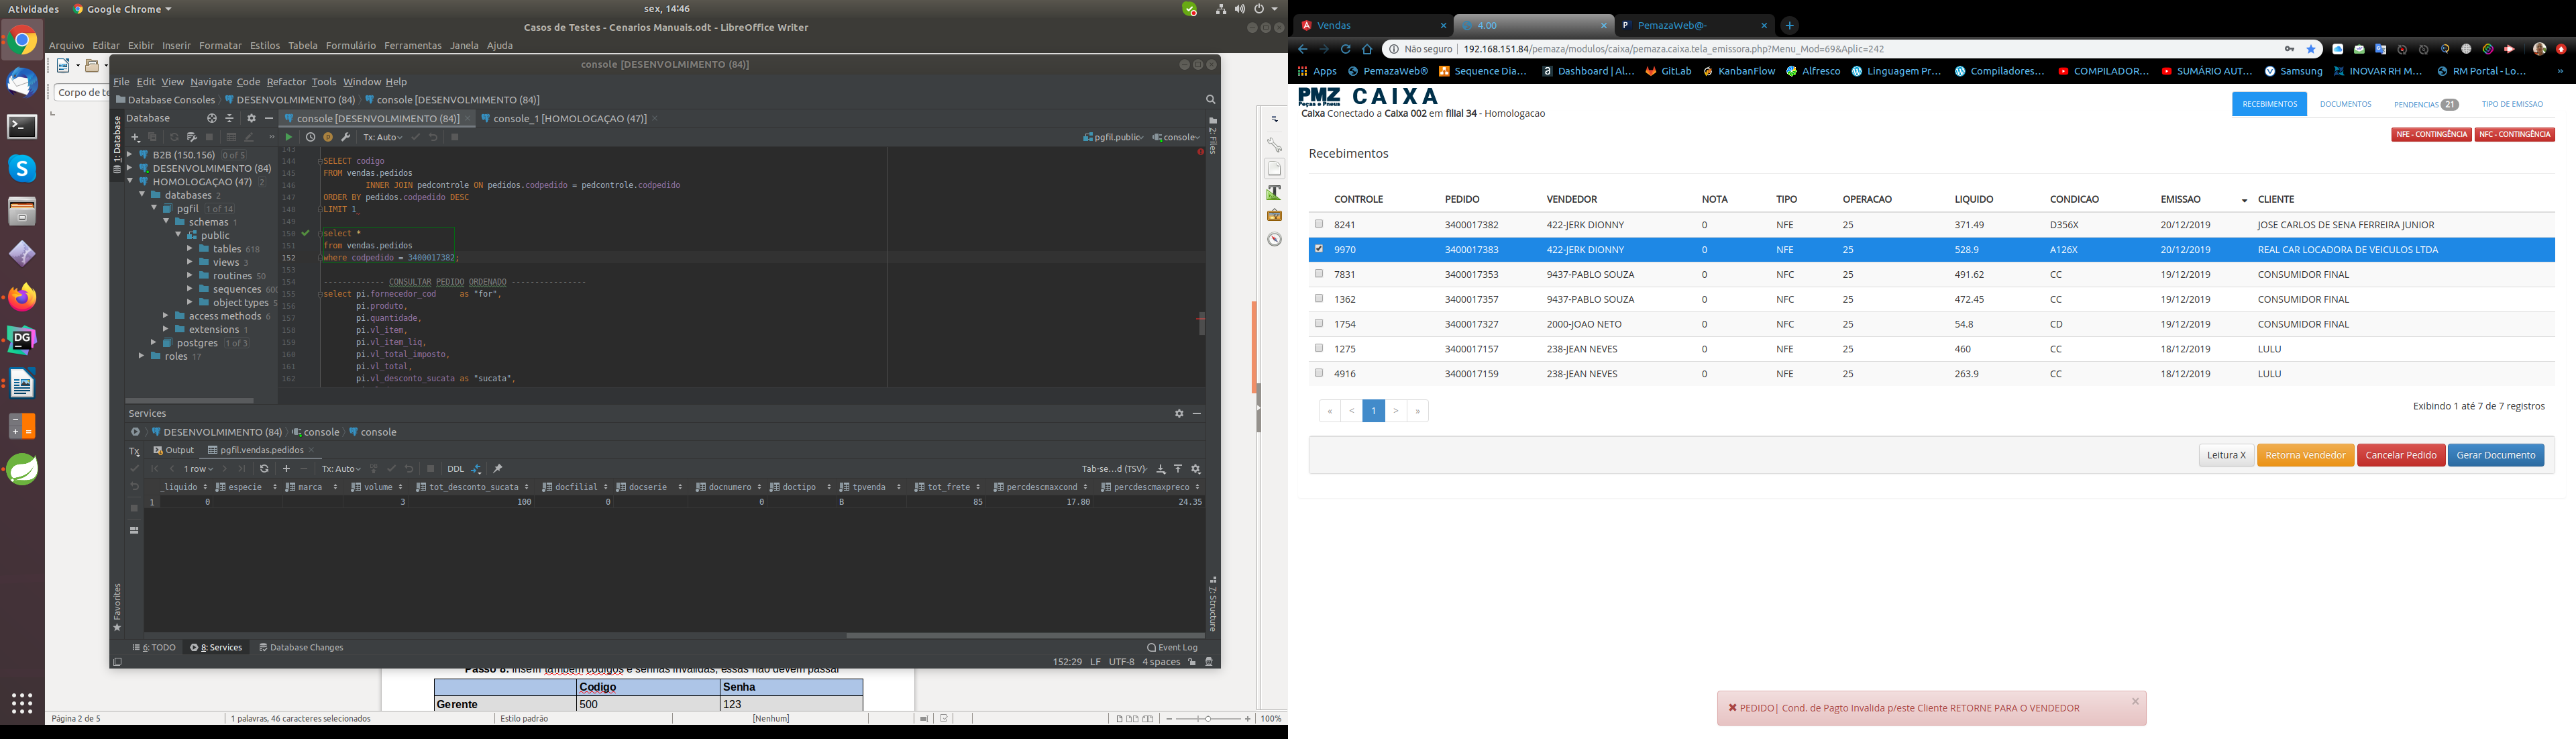 Atividades
Google Chrome
sex, 14:46
Casos de Testes - Cenarios Manuais.odt - LibreOffice Writer
Arquivo Editar Exibir Inserir Formatar Estilos Tabela Formulário Ferramentas Janela Ajuda
Corpo de te
console [DESENVOLMIMENTO (84)]
File Edit View Navigate Code Refactor Tools Window Help
Database Consoles DESENVOLMIMENTO (84) console [DESENVOLMIMENTO (84)]
1: Database
Database
B2B (150.156) 0 of 5
DESENVOLMIMENTO (84)
HOMOLOGAÇAO (47) 2
databases 2
pgfil 1 of 14
schemas 1
public
tables 618
views 3
routines 50
sequences 600
object types 5
access methods 6
extensions 1
postgres 1 of 3
roles 17
console [DESENVOLMIMENTO (84)] console_1 [HOMOLOGAÇAO (47)]
Tx: Auto
pgfil.public console
2: Files
143
144 SELECT codigo
145 FROM vendas.pedidos
146 INNER JOIN pedcontrole ON pedidos.codpedido = pedcontrole.codpedido
147 ORDER BY pedidos.codpedido DESC
148 LIMIT 1
149
150 select *
151 from vendas.pedidos
152 where codpedido = 3400017382;
153
154 ------------- CONSULTAR PEDIDO ORDENADO ----------------
155 select pi.fornecedor_cod as "for",
156 pi.produto,
157 pi.quantidade,
158 pi.vl_item,
159 pi.vl_item_liq,
160 pi.vl_total_imposto,
161 pi.vl_total,
162 pi.vl_desconto_sucata as "sucata",
Services
DESENVOLMIMENTO (84) console console
Tx
Output pgfil.vendas.pedidos
1 row
Tx: Auto
DDL
Tab-se...d (TSV)
_liquido especie marca volume tot_desconto_sucata docfilial docserie docnumero doctipo tpvenda tot_frete percdescmaxcond percdescmaxpreco
1 0 3 100 0 0 B 85 17.80 24.35
Favorites
7: Structure
6: TODO 8: Services Database Changes
Event Log
152:29 LF UTF-8 4 spaces
Passo 8: Inserir também codigos e senhas invalidas, essas não devem passar
Codigo Senha
Gerente 500 123
Página 2 de 5
1 palavras, 46 caracteres selecionados
Estilo padrão
[Nenhum]
100%
Vendas
4.00
PemazaWeb@-
Não seguro
192.168.151.84/pemaza/modulos/caixa/pemaza.caixa.tela_emissora.php?Menu_Mod=69&Aplic=242
Apps PemazaWeb® Sequence Dia... Dashboard | Al... GitLab KanbanFlow Alfresco Linguagem Pr... Compiladores... COMPILADOR... SUMÁRIO AUT... Samsung INOVAR RH M... RM Portal - Lo... »
PMZ CAIXA
Peças e Pneus
Caixa Conectado a Caixa 002 em filial 34 - Homologacao
RECEBIMENTOS DOCUMENTOS PENDENCIAS 21 TIPO DE EMISSAO
NFE - CONTINGÊNCIA NFC - CONTINGÊNCIA
Recebimentos
CONTROLE PEDIDO VENDEDOR NOTA TIPO OPERACAO LIQUIDO CONDICAO EMISSAO CLIENTE
8241 3400017382 422-JERK DIONNY 0 NFE 25 371.49 D356X 20/12/2019 JOSE CARLOS DE SENA FERREIRA JUNIOR
9970 3400017383 422-JERK DIONNY 0 NFE 25 528.9 A126X 20/12/2019 REAL CAR LOCADORA DE VEICULOS LTDA
7831 3400017353 9437-PABLO SOUZA 0 NFC 25 491.62 CC 19/12/2019 CONSUMIDOR FINAL
1362 3400017357 9437-PABLO SOUZA 0 NFC 25 472.45 CC 19/12/2019 CONSUMIDOR FINAL
1754 3400017327 2000-JOAO NETO 0 NFC 25 54.8 CD 19/12/2019 CONSUMIDOR FINAL
1275 3400017157 238-JEAN NEVES 0 NFE 25 460 CC 18/12/2019 LULU
4916 3400017159 238-JEAN NEVES 0 NFE 25 263.9 CC 18/12/2019 LULU
« < 1 > »
Exibindo 1 até 7 de 7 registros
Leitura X Retorna Vendedor Cancelar Pedido Gerar Documento
PEDIDO| Cond. de Pagto Invalida p/este Cliente RETORNE PARA O VENDEDOR